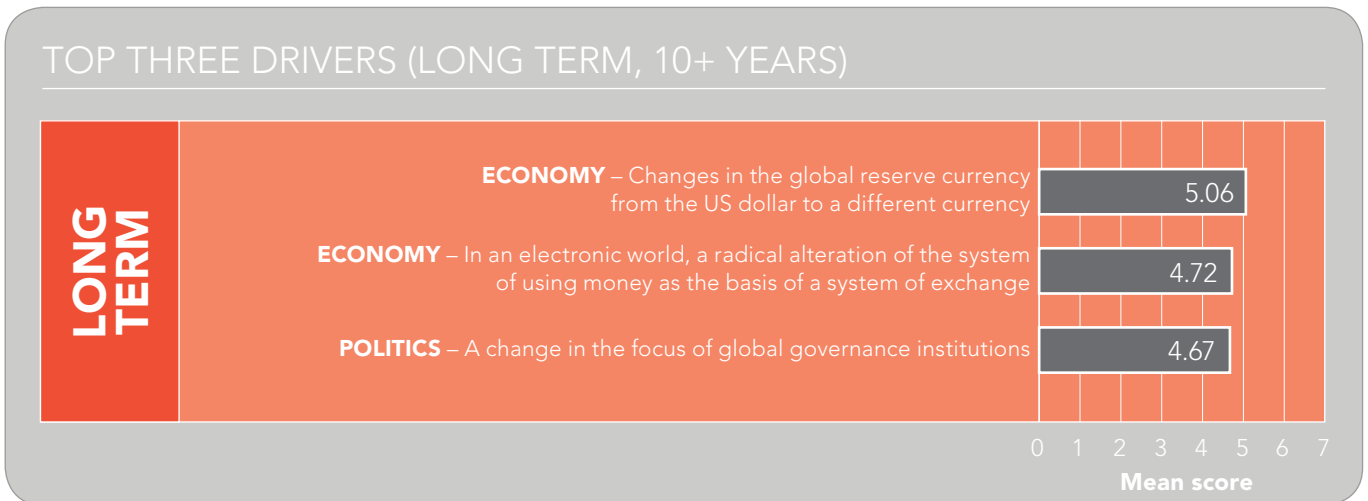 TOP THREE DRIVERS (LONG TERM, 10+ YEARS)
LONG
TERM
ECONOMY – Changes in the global reserve currency
from the US dollar to a different currency
5.06
ECONOMY – In an electronic world, a radical alteration of the system
of using money as the basis of a system of exchange
4.72
POLITICS – A change in the focus of global governance institutions
4.67
0 1 2 3 4 5 6 7
Mean score